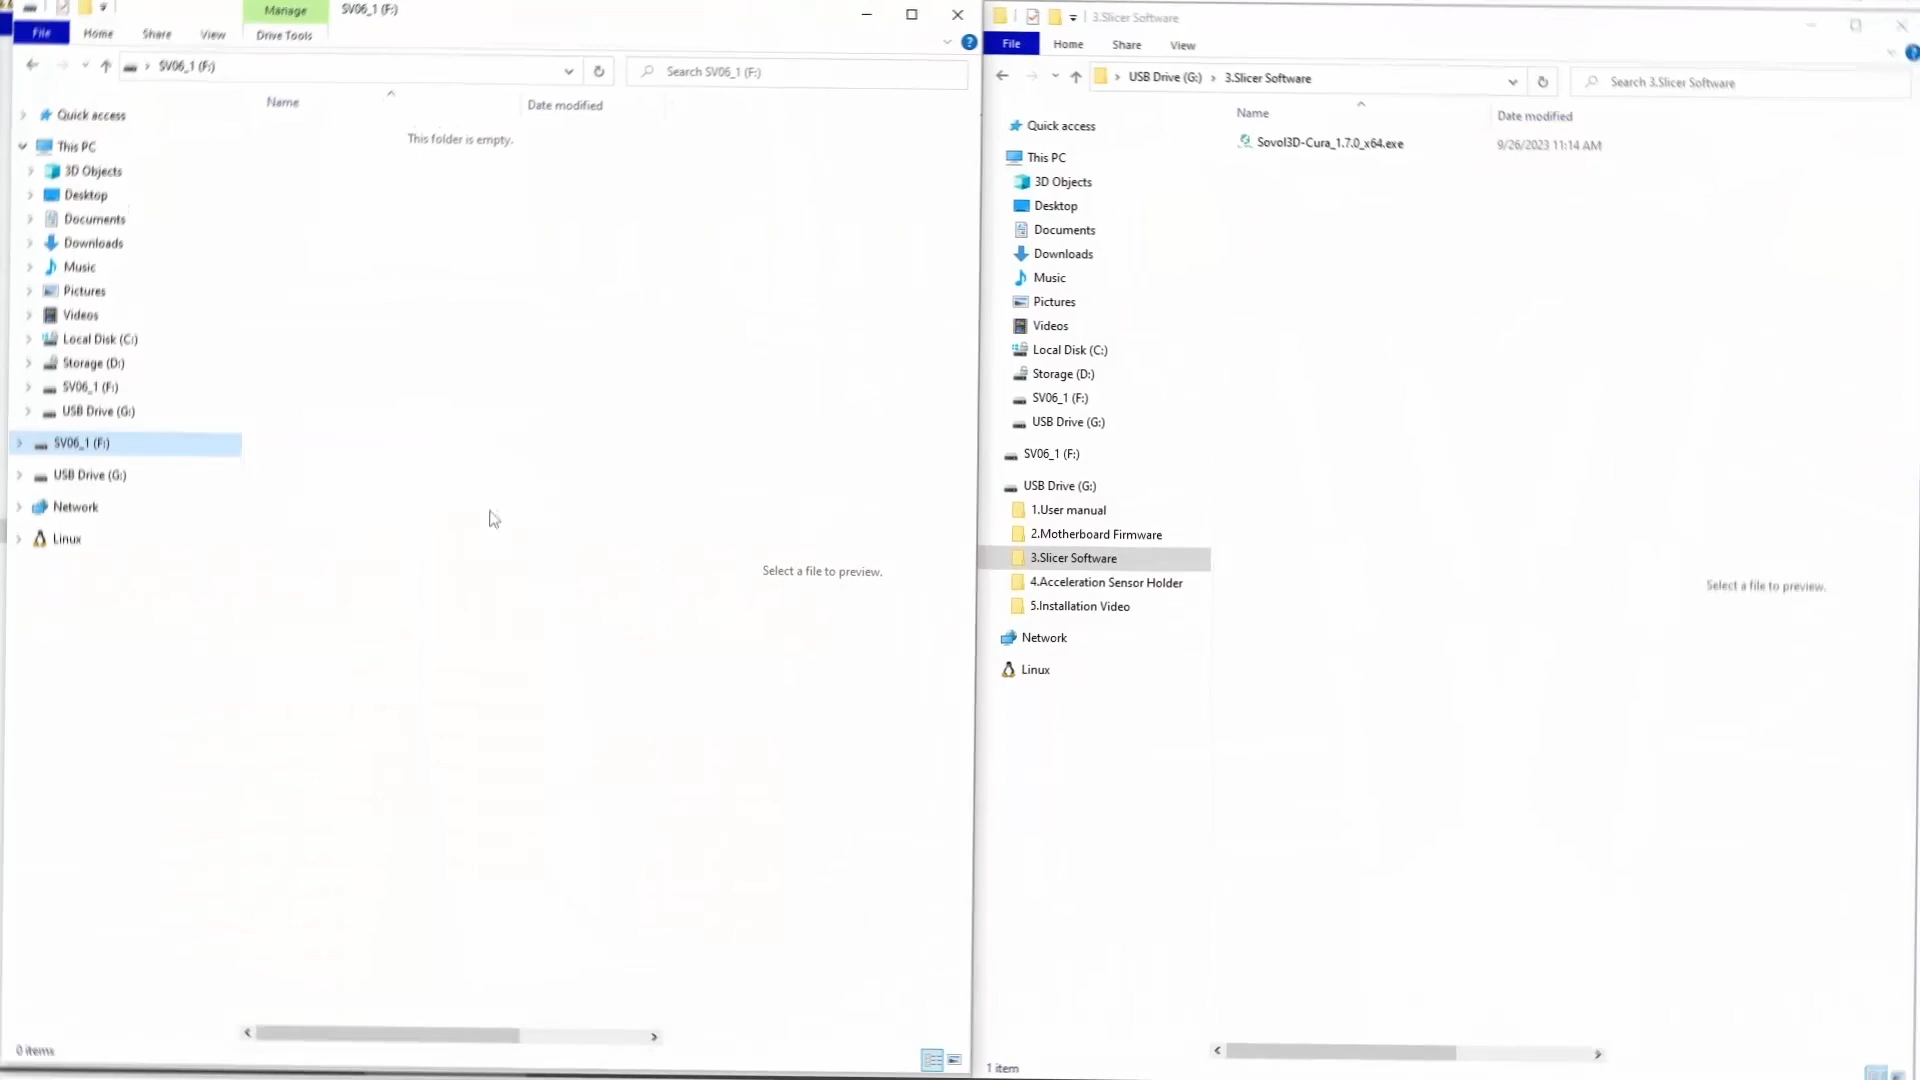 Manage
SV06_1 (F:)
File
Home
Share
View
Drive Tools
SV06_1 (F:)
Search SV06_1 (F:)
Name
Date modified
This folder is empty.
Quick access
This PC
3D Objects
Desktop
Documents
Downloads
Music
Pictures
Videos
Local Disk (C:)
Storage (D:)
SV06_1 (F:)
USB Drive (G:)
SV06_1 (F:)
USB Drive (G:)
Network
Linux
Select a file to preview.
0 items
3.Slicer Software
File
Home
Share
View
USB Drive (G:) › 3.Slicer Software
Search 3.Slicer Software
Name
Date modified
Sovol3D-Cura_1.7.0_x64.exe
9/26/2023 11:14 AM
Quick access
This PC
3D Objects
Desktop
Documents
Downloads
Music
Pictures
Videos
Local Disk (C:)
Storage (D:)
SV06_1 (F:)
USB Drive (G:)
SV06_1 (F:)
USB Drive (G:)
1.User manual
2.Motherboard Firmware
3.Slicer Software
4.Acceleration Sensor Holder
5.Installation Video
Network
Linux
Select a file to preview.
1 item